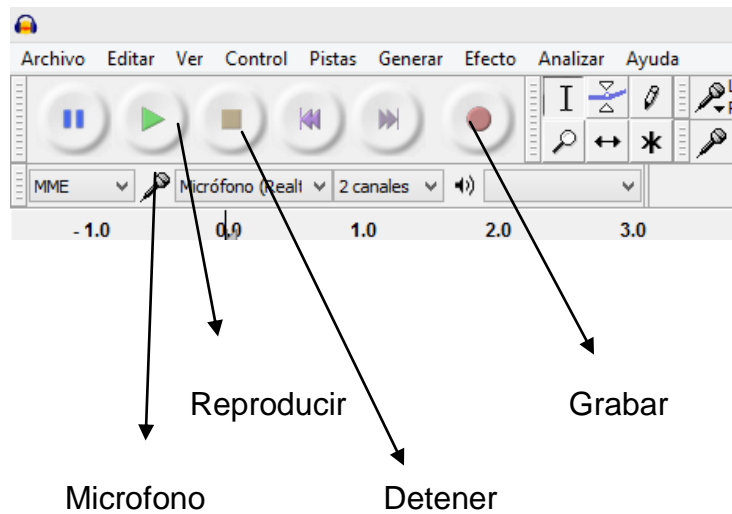 Archivo Editar Ver Control Pistas Generar Efecto Analizar Ayuda
MME Micrófono (Realt 2 canales
- 1.0 0,0 1.0 2.0 3.0
Reproducir Grabar
Microfono Detener